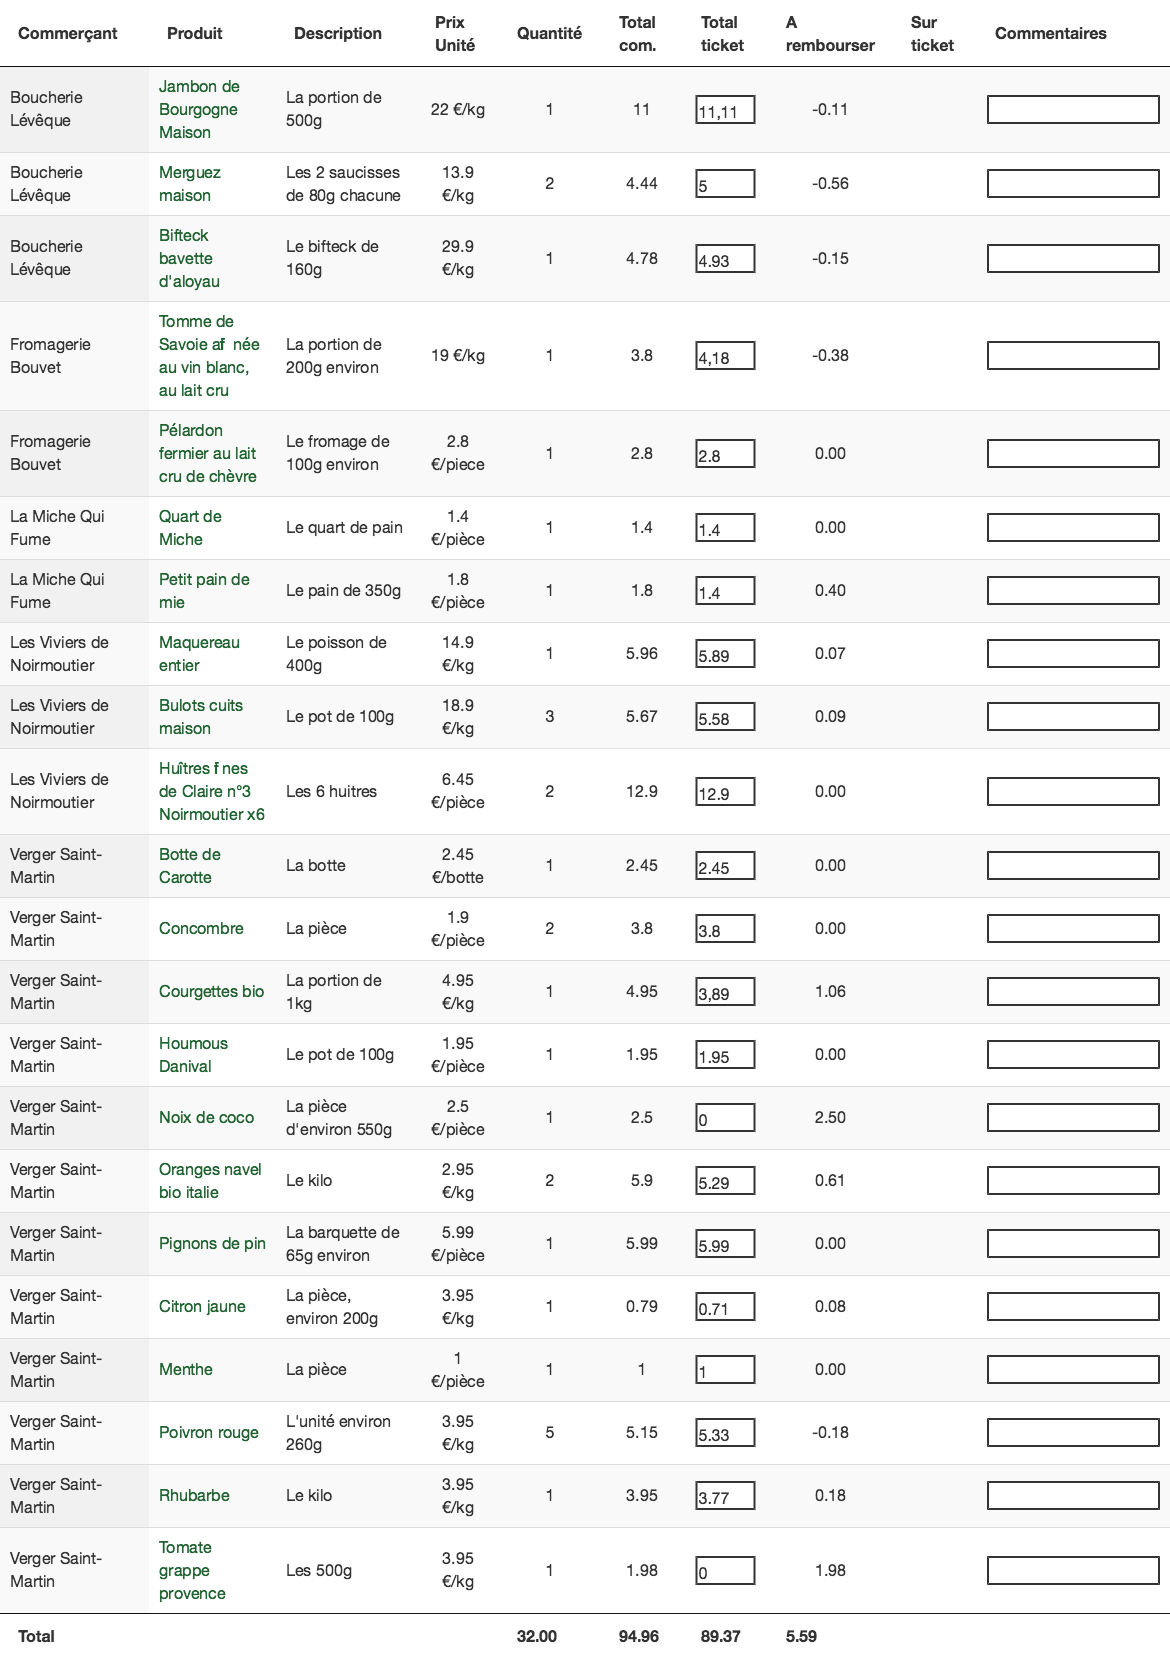 Commerçant Produit Description Prix Unité Quantité Total com. Total ticket A rembourser Sur ticket Commentaires
Boucherie Lévêque Jambon de Bourgogne Maison La portion de 500g 22 €/kg 1 11 11,11 -0.11
Boucherie Lévêque Merguez maison Les 2 saucisses de 80g chacune 13.9 €/kg 2 4.44 5 -0.56
Boucherie Lévêque Bifteck bavette d'aloyau Le bifteck de 160g 29.9 €/kg 1 4.78 4.93 -0.15
Fromagerie Bouvet Tomme de Savoie af née au vin blanc, au lait cru La portion de 200g environ 19 €/kg 1 3.8 4,18 -0.38
Fromagerie Bouvet Pélardon fermier au lait cru de chèvre Le fromage de 100g environ 2.8 €/piece 1 2.8 2.8 0.00
La Miche Qui Fume Quart de Miche Le quart de pain 1.4 €/pièce 1 1.4 1.4 0.00
La Miche Qui Fume Petit pain de mie Le pain de 350g 1.8 €/pièce 1 1.8 1.4 0.40
Les Viviers de Noirmoutier Maquereau entier Le poisson de 400g 14.9 €/kg 1 5.96 5.89 0.07
Les Viviers de Noirmoutier Bulots cuits maison Le pot de 100g 18.9 €/kg 3 5.67 5.58 0.09
Les Viviers de Noirmoutier Huîtres f nes de Claire n°3 Noirmoutier x6 Les 6 huitres 6.45 €/pièce 2 12.9 12.9 0.00
Verger Saint-Martin Botte de Carotte La botte 2.45 €/botte 1 2.45 2.45 0.00
Verger Saint-Martin Concombre La pièce 1.9 €/pièce 2 3.8 3.8 0.00
Verger Saint-Martin Courgettes bio La portion de 1kg 4.95 €/kg 1 4.95 3,89 1.06
Verger Saint-Martin Houmous Danival Le pot de 100g 1.95 €/pièce 1 1.95 1.95 0.00
Verger Saint-Martin Noix de coco La pièce d'environ 550g 2.5 €/pièce 1 2.5 0 2.50
Verger Saint-Martin Oranges navel bio italie Le kilo 2.95 €/kg 2 5.9 5.29 0.61
Verger Saint-Martin Pignons de pin La barquette de 65g environ 5.99 €/pièce 1 5.99 5.99 0.00
Verger Saint-Martin Citron jaune La pièce, environ 200g 3.95 €/kg 1 0.79 0.71 0.08
Verger Saint-Martin Menthe La pièce 1 €/pièce 1 1 1 0.00
Verger Saint-Martin Poivron rouge L'unité environ 260g 3.95 €/kg 5 5.15 5.33 -0.18
Verger Saint-Martin Rhubarbe Le kilo 3.95 €/kg 1 3.95 3.77 0.18
Verger Saint-Martin Tomate grappe provence Les 500g 3.95 €/kg 1 1.98 0 1.98
Total 32.00 94.96 89.37 5.59